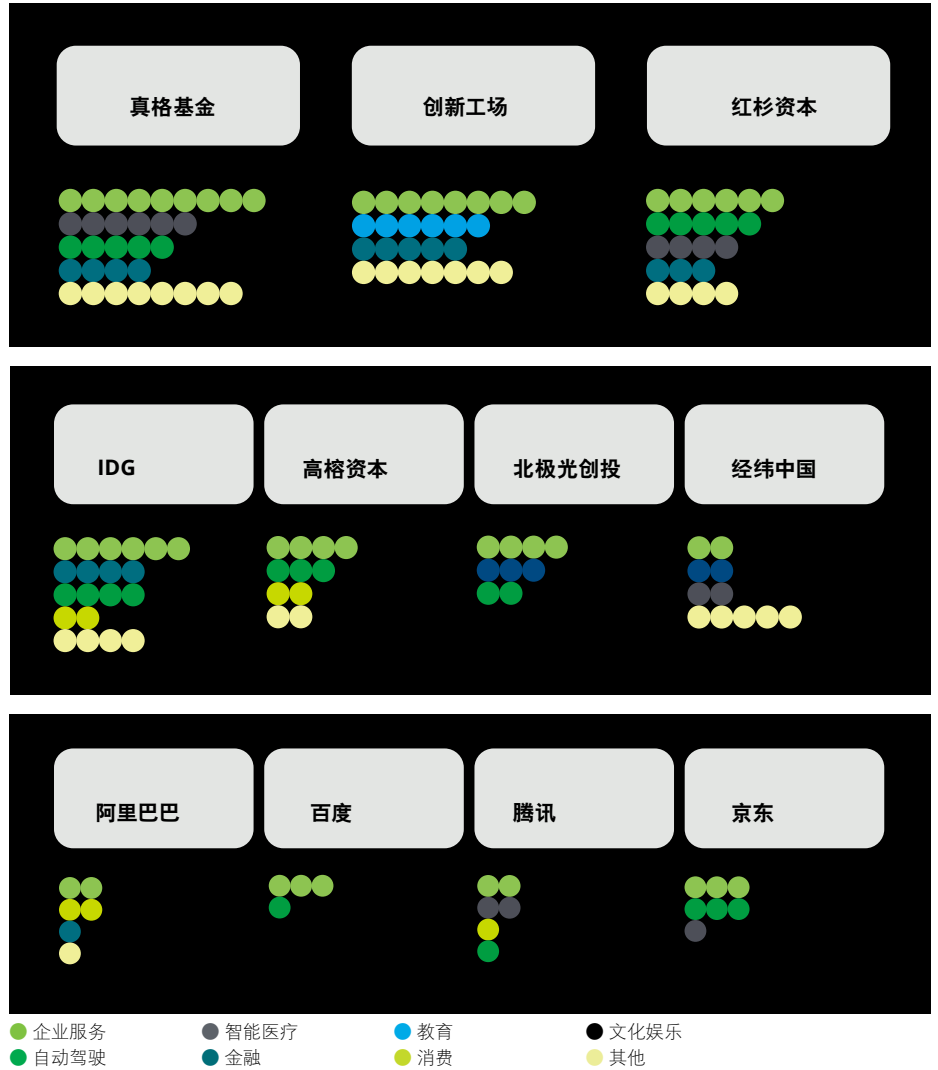 真格基金 创新工场 红杉资本
IDG 高榕资本 北极光创投 经纬中国
阿里巴巴 百度 腾讯 京东
企业服务 智能医疗 教育 文化娱乐
自动驾驶 金融 消费 其他